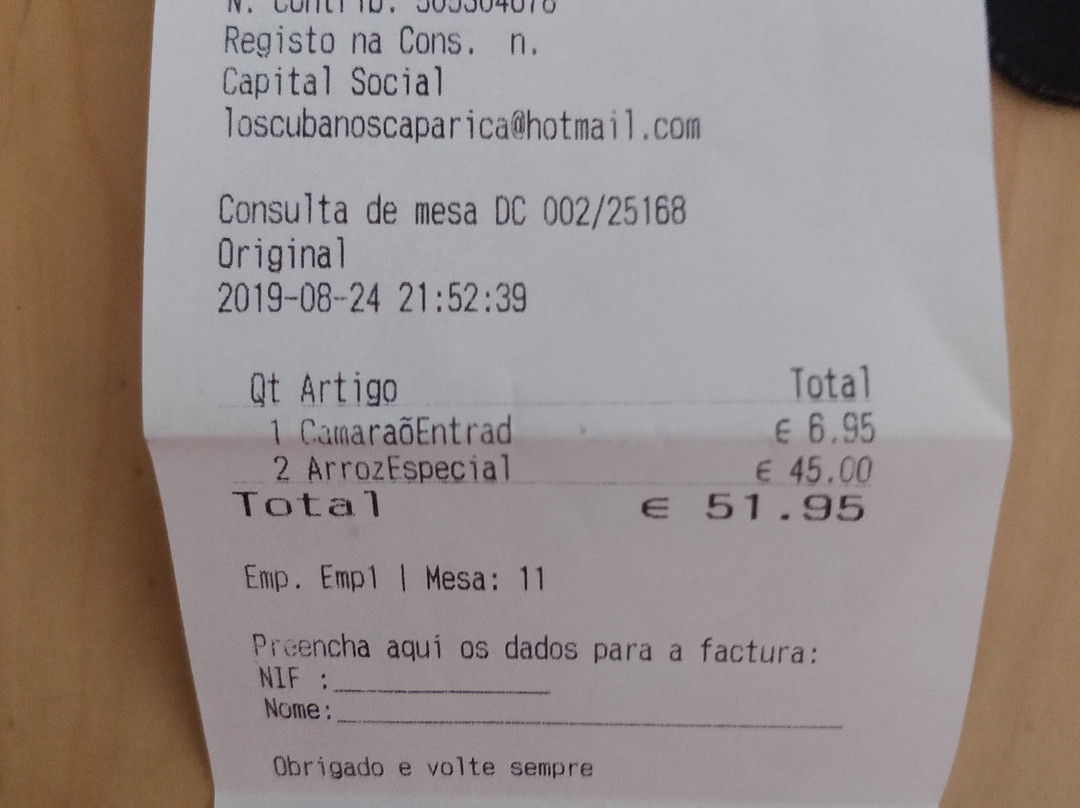 N. Contrib.
Registo na Cons. n.
Capital Social
loscubanoscaparica@hotmail.com
Consulta de mesa DC 002/25168
Original
2019-08-24 21:52:39
Qt Artigo Total
1 CamaraõEntrad € 6.95
2 ArrozEspecial € 45.00
Total € 51.95
Emp. Emp1 | Mesa: 11
Preencha aqui os dados para a factura:
NIF :
Nome:
Obrigado e volte sempre